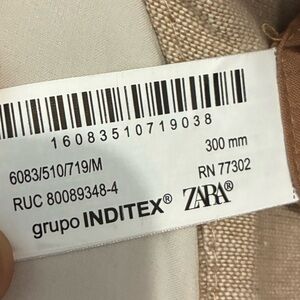 16083510719038
6083/510/719/M
300 mm
RUC 80089348-4
RN 77302
grupo INDITEX® ZARA®